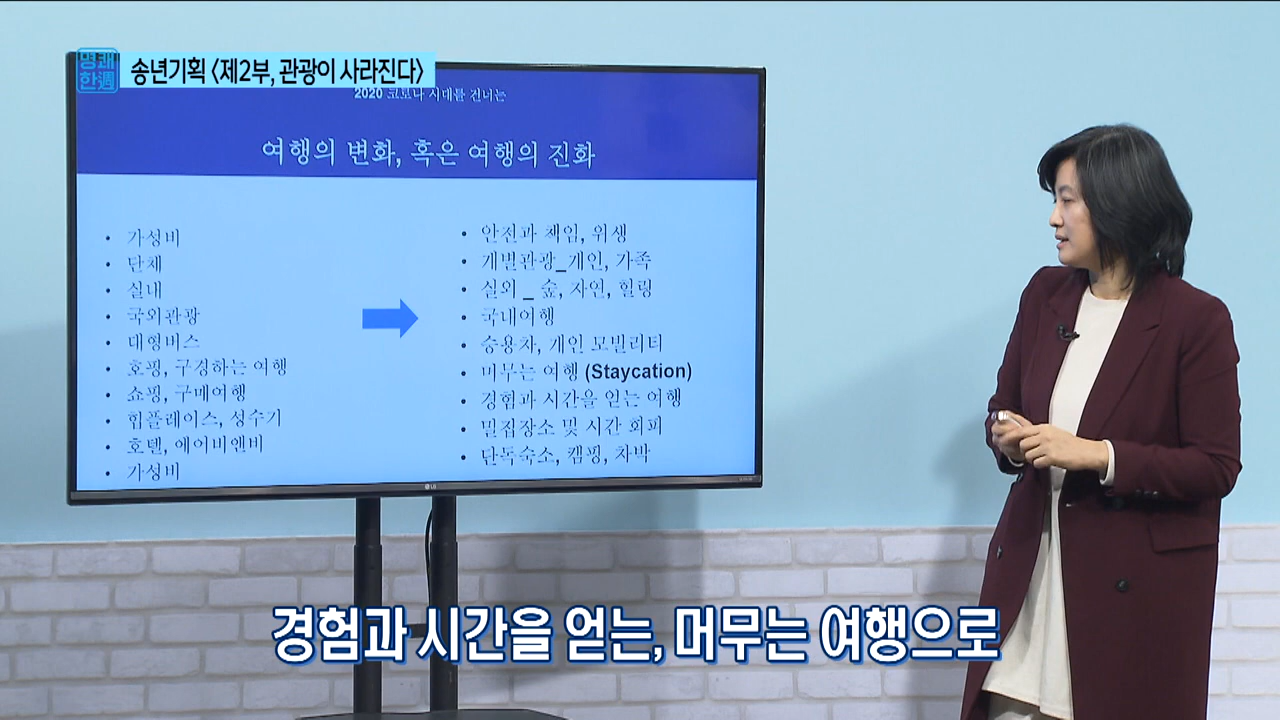 명쾌
한週
송년기획 <제2부, 관광이 사라진다>
2020 코로나 시대를 건너는
여행의 변화, 혹은 여행의 진화
• 가성비
• 단체
• 실내
• 국외관광
• 대형버스
• 호핑, 구경하는 여행
• 쇼핑, 구매여행
• 힙플레이스, 성수기
• 호텔, 에이비앤비
• 가성비
• 안전과 책임, 위생
• 개별관광_개인, 가족
• 실외 _ 숲, 자연, 힐링
• 국내여행
• 승용차, 개인 모빌리티
• 머무는 여행 (Staycation)
• 경험과 시간을 얻는 여행
• 밀집장소 및 시간 회피
• 단독숙소, 캠핑, 차박
LG
경험과 시간을 얻는, 머무는 여행으로